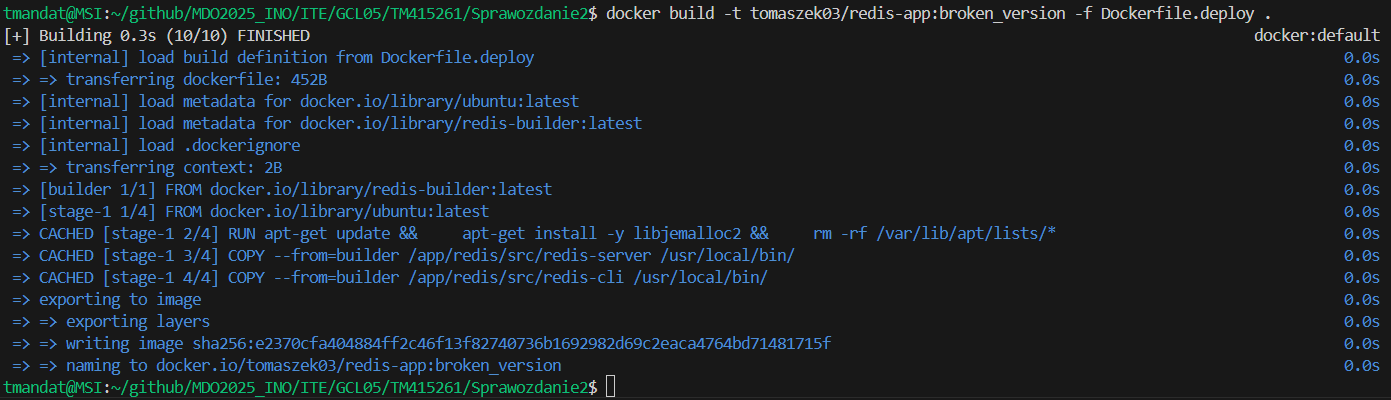 tmandat@MSI:~/github/MDO2025_INO/ITE/GCL05/TM415261/Sprawozdanie2$ docker build -t tomaszek03/redis-app:broken_version -f Dockerfile.deploy .
[+] Building 0.3s (10/10) FINISHED docker:default
=> [internal] load build definition from Dockerfile.deploy 0.0s
=> => transferring dockerfile: 452B 0.0s
=> [internal] load metadata for docker.io/library/ubuntu:latest 0.0s
=> [internal] load metadata for docker.io/library/redis-builder:latest 0.0s
=> [internal] load .dockerignore 0.0s
=> => transferring context: 2B 0.0s
=> [builder 1/1] FROM docker.io/library/redis-builder:latest 0.0s
=> [stage-1 1/4] FROM docker.io/library/ubuntu:latest 0.0s
=> CACHED [stage-1 2/4] RUN apt-get update &&     apt-get install -y libjemalloc2 &&     rm -rf /var/lib/apt/lists/* 0.0s
=> CACHED [stage-1 3/4] COPY --from=builder /app/redis/src/redis-server /usr/local/bin/ 0.0s
=> CACHED [stage-1 4/4] COPY --from=builder /app/redis/src/redis-cli /usr/local/bin/ 0.0s
=> exporting to image 0.0s
=> => exporting layers 0.0s
=> => writing image sha256:e2370cfa404884ff2c46f13f82740736b1692982d69c2eaca4764bd71481715f 0.0s
=> => naming to docker.io/tomaszek03/redis-app:broken_version 0.0s
tmandat@MSI:~/github/MDO2025_INO/ITE/GCL05/TM415261/Sprawozdanie2$